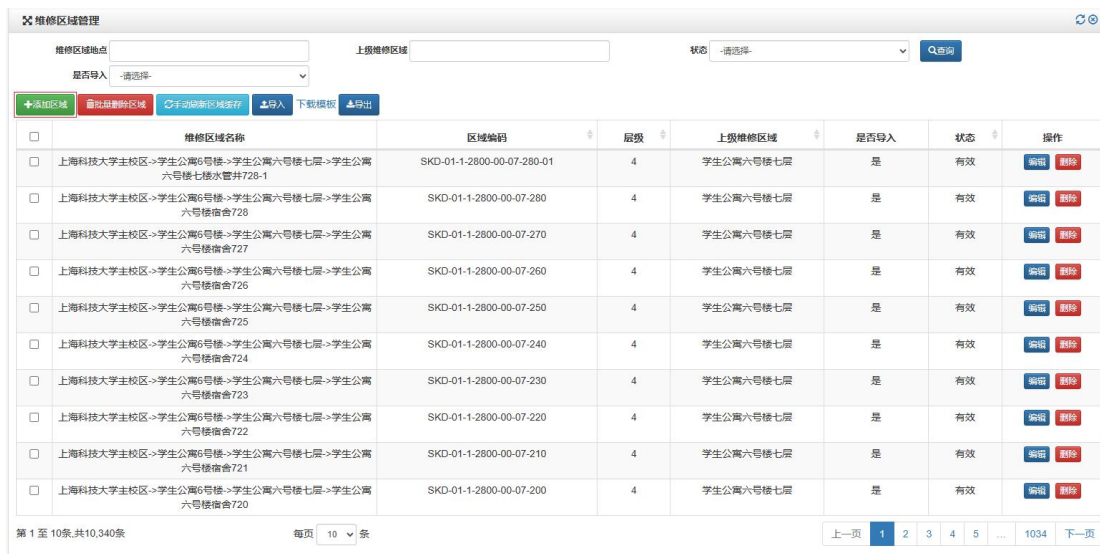 维修区域管理
维修区域地点 上级维修区域 状态 -请选择- 查询
是否导入 -请选择-
添加区域 批量删除区域 手动刷新区域缓存 导入 下载模板 导出
维修区域名称 区域编码 层级 上级维修区域 是否导入 状态 操作
上海科技大学主校区->学生公寓6号楼->学生公寓六号楼七层->学生公寓 SKD-01-1-2800-00-07-280-01 4 学生公寓六号楼七层 是 有效 编辑 删除
六号楼七楼水管井728-1
上海科技大学主校区->学生公寓6号楼->学生公寓六号楼七层->学生公寓 SKD-01-1-2800-00-07-280 4 学生公寓六号楼七层 是 有效 编辑 删除
六号楼宿舍728
上海科技大学主校区->学生公寓6号楼->学生公寓六号楼七层->学生公寓 SKD-01-1-2800-00-07-270 4 学生公寓六号楼七层 是 有效 编辑 删除
六号楼宿舍727
上海科技大学主校区->学生公寓6号楼->学生公寓六号楼七层->学生公寓 SKD-01-1-2800-00-07-260 4 学生公寓六号楼七层 是 有效 编辑 删除
六号楼宿舍726
上海科技大学主校区->学生公寓6号楼->学生公寓六号楼七层->学生公寓 SKD-01-1-2800-00-07-250 4 学生公寓六号楼七层 是 有效 编辑 删除
六号楼宿舍725
上海科技大学主校区->学生公寓6号楼->学生公寓六号楼七层->学生公寓 SKD-01-1-2800-00-07-240 4 学生公寓六号楼七层 是 有效 编辑 删除
六号楼宿舍724
上海科技大学主校区->学生公寓6号楼->学生公寓六号楼七层->学生公寓 SKD-01-1-2800-00-07-230 4 学生公寓六号楼七层 是 有效 编辑 删除
六号楼宿舍723
上海科技大学主校区->学生公寓6号楼->学生公寓六号楼七层->学生公寓 SKD-01-1-2800-00-07-220 4 学生公寓六号楼七层 是 有效 编辑 删除
六号楼宿舍722
上海科技大学主校区->学生公寓6号楼->学生公寓六号楼七层->学生公寓 SKD-01-1-2800-00-07-210 4 学生公寓六号楼七层 是 有效 编辑 删除
六号楼宿舍721
上海科技大学主校区->学生公寓6号楼->学生公寓六号楼七层->学生公寓 SKD-01-1-2800-00-07-200 4 学生公寓六号楼七层 是 有效 编辑 删除
六号楼宿舍720
第 1 至 10条,共10,340条 每页 10 条 上一页 1 2 3 4 5 ... 1034 下一页